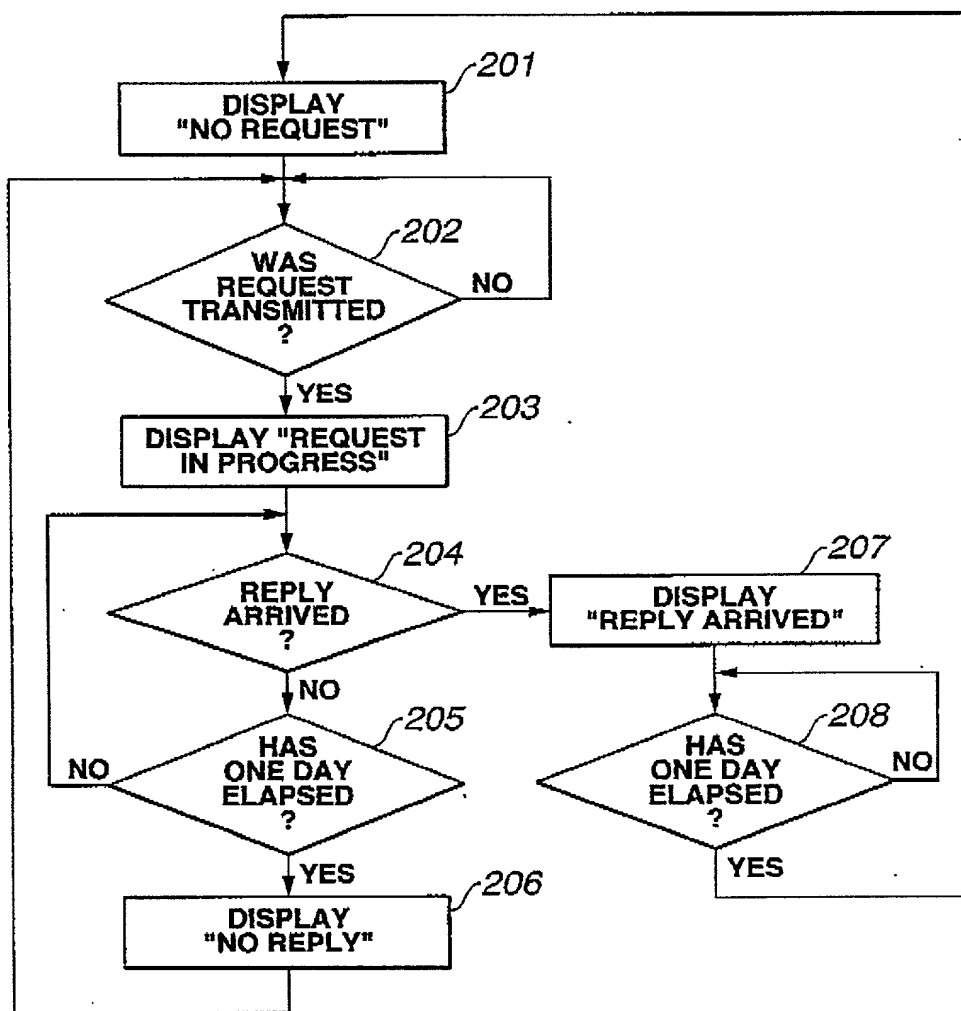 201
DISPLAY
"NO REQUEST"
202
WAS
REQUEST
TRANSMITTED
?
NO
YES
203
DISPLAY "REQUEST
IN PROGRESS"
204
REPLY
ARRIVED
?
YES
207
DISPLAY
"REPLY ARRIVED"
NO
205
HAS
ONE DAY
ELAPSED
?
NO
208
HAS
ONE DAY
ELAPSED
?
NO
YES
YES
206
DISPLAY
"NO REPLY"